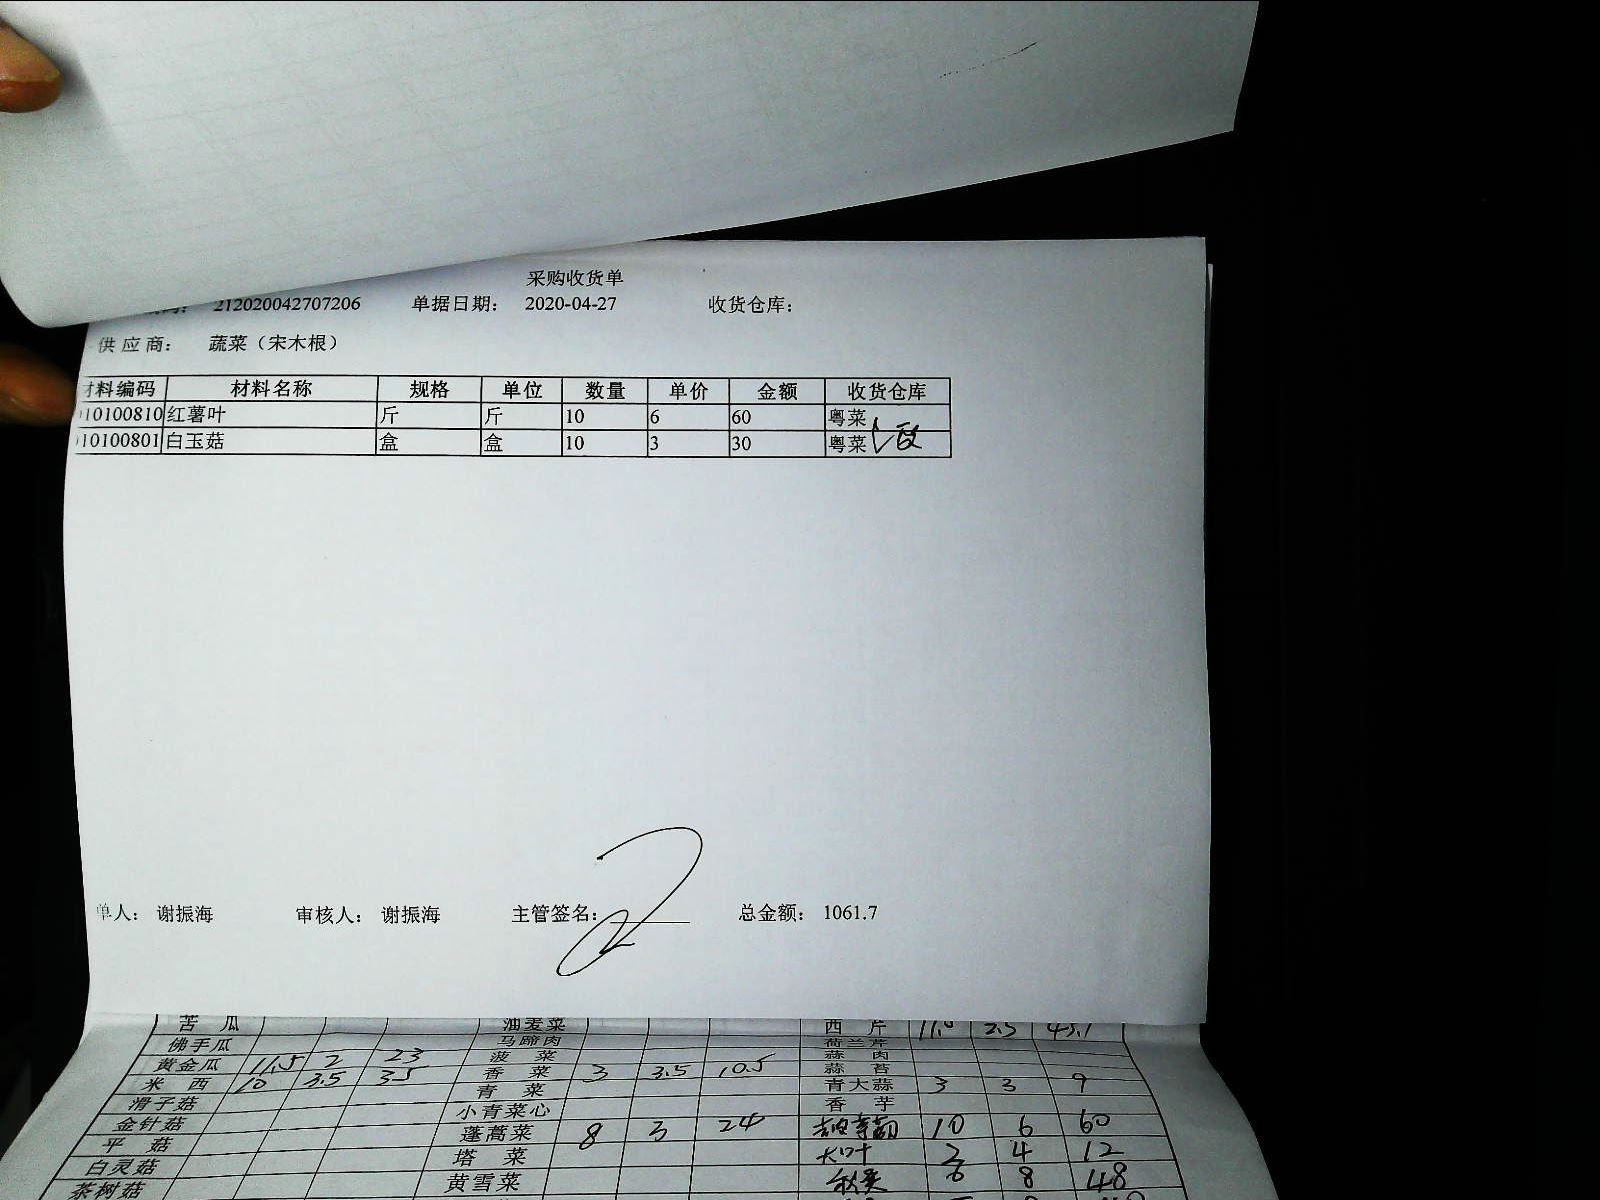 采购收货单
212020042707206 单据日期: 2020-04-27 收货仓库:
供应商: 蔬菜（宋木根）
材料编码 材料名称 规格 单位 数量 单价 金额 收货仓库
10100810 红薯叶 斤 斤 10 6 60 粤菜
10100801 白玉菇 盒 盒 10 3 30 粤菜
单人: 谢振海 审核人: 谢振海 主管签名: 总金额: 1061.7
苦瓜 油麦菜 西芹
佛手瓜 马蹄肉 荷兰芹
黄金瓜 11.5 2 23 菠菜 蒜肉
米西 10 3.5 35 香菜 3 3.5 10.5 蒜苔
滑子菇 青菜 青大蒜 3 3 9
金针菇 小青菜心 香芋
平菇 蓬蒿菜 8 3 24 10 6 60
白灵菇 塔菜 大叶 3 4 12
茶树菇 黄雪菜 6 8 48